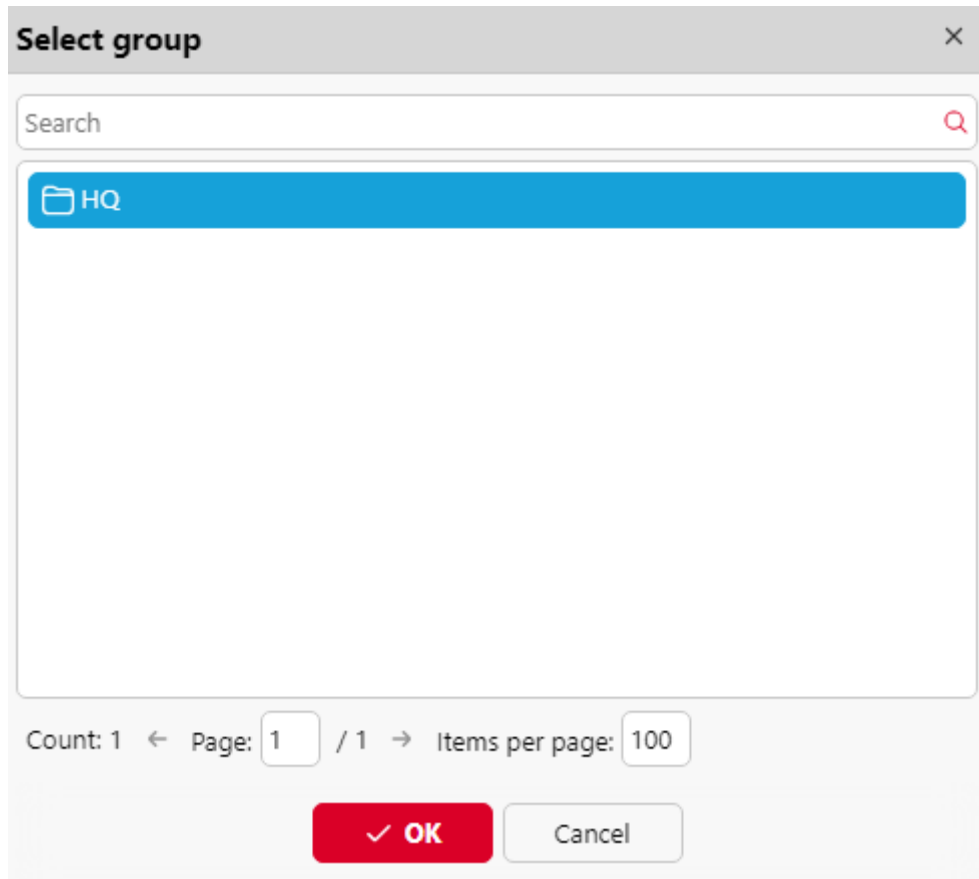 Select group
Search
HQ
Count: 1 Page: 1 / 1 Items per page: 100
OK Cancel